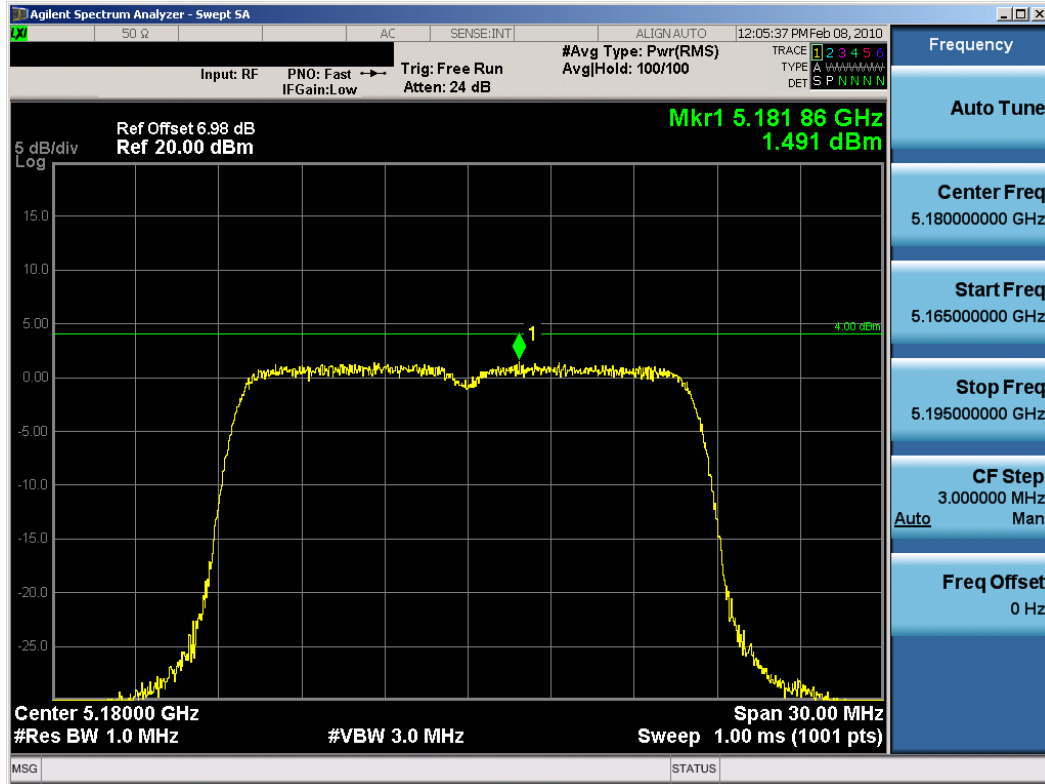 Agilent Spectrum Analyzer - Swept SA
LXI 50 Ω AC SENSE:INT ALIGN AUTO 12:05:37 PM Feb 08, 2010
Input: RF PNO: Fast Trig: Free Run #Avg Type: Pwr(RMS) TRACE 1 2 3 4 5 6
IFGain:Low Atten: 24 dB Avg|Hold: 100/100 TYPE A WWWWW
DET S P N N N N
Mkr1 5.181 86 GHz
1.491 dBm
Ref Offset 6.98 dB
5 dB/div Ref 20.00 dBm
Log
15.0
10.0
5.00
1
4.00 dBm
0.00
-5.00
-10.0
-15.0
-20.0
-25.0
Center 5.18000 GHz Span 30.00 MHz
#Res BW 1.0 MHz #VBW 3.0 MHz Sweep 1.00 ms (1001 pts)
MSG STATUS
Frequency
Auto Tune
Center Freq
5.180000000 GHz
Start Freq
5.165000000 GHz
Stop Freq
5.195000000 GHz
CF Step
3.000000 MHz
Auto Man
Freq Offset
0 Hz